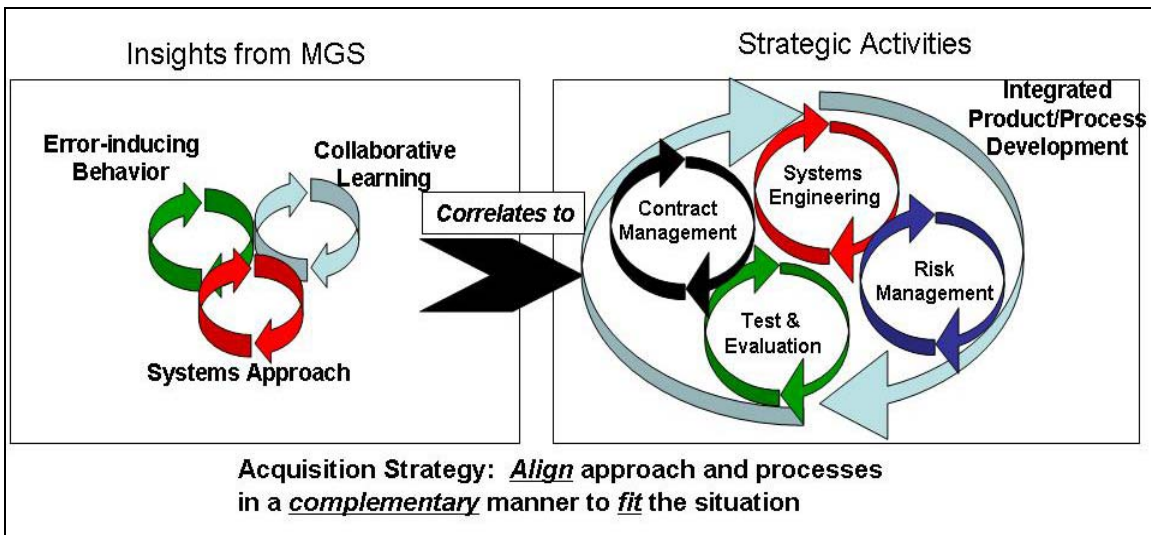 Insights from MGS
Error-inducing
Behavior
Collaborative
Learning
Systems Approach
Correlates to
Strategic Activities
Integrated
Product/Process
Development
Systems
Engineering
Contract
Management
Risk
Management
Test &
Evaluation
Acquisition Strategy: Align approach and processes
in a complementary manner to fit the situation